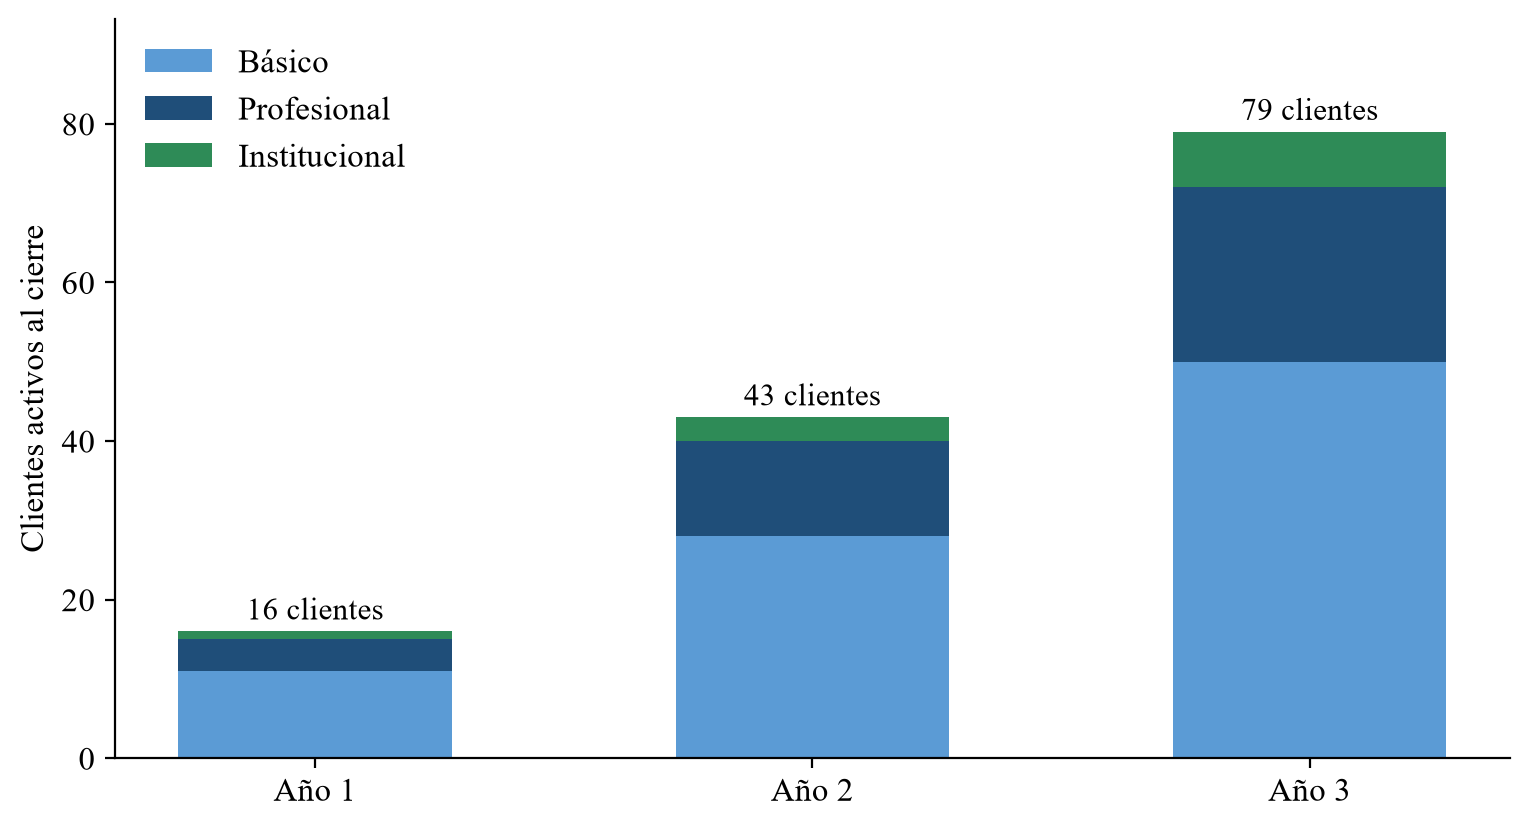 Básico
Profesional
Institucional
Clientes activos al cierre
80
60
40
20
0
16 clientes
43 clientes
79 clientes
Año 1
Año 2
Año 3